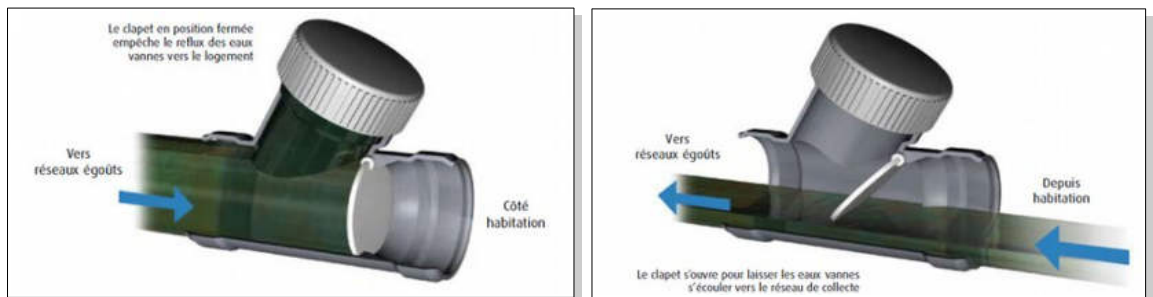 Le clapet en position fermée
empêche le reflux des eaux
vannes vers le logement
Vers
réseaux égoûts
Côté
habitation
Vers
réseaux égoûts
Depuis
habitation
Le clapet s'ouvre pour laisser les eaux vannes
s'écouler vers le réseau de collecte